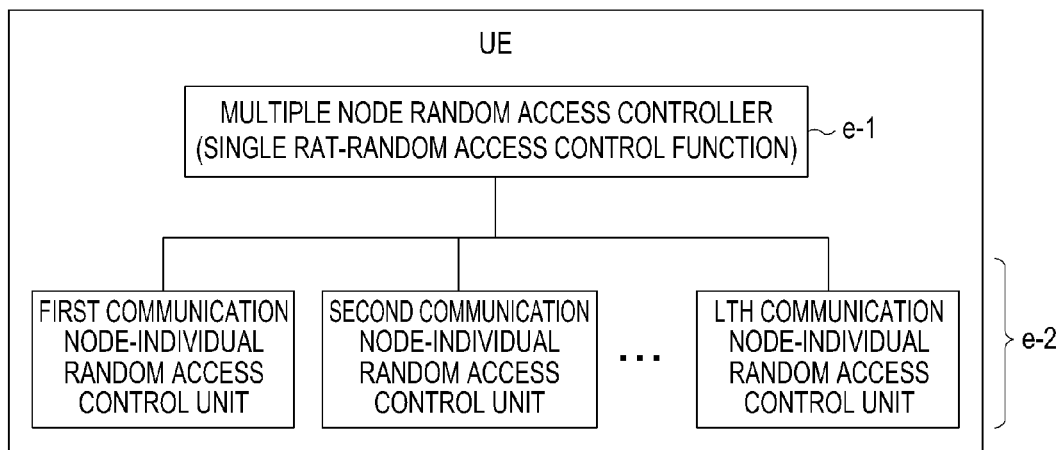 UE
MULTIPLE NODE RANDOM ACCESS CONTROLLER
(SINGLE RAT-RANDOM ACCESS CONTROL FUNCTION)
e-1
FIRST COMMUNICATION
NODE-INDIVIDUAL
RANDOM ACCESS
CONTROL UNIT
SECOND COMMUNICATION
NODE-INDIVIDUAL
RANDOM ACCESS
CONTROL UNIT
...
LTH COMMUNICATION
NODE-INDIVIDUAL
RANDOM ACCESS
CONTROL UNIT
e-2